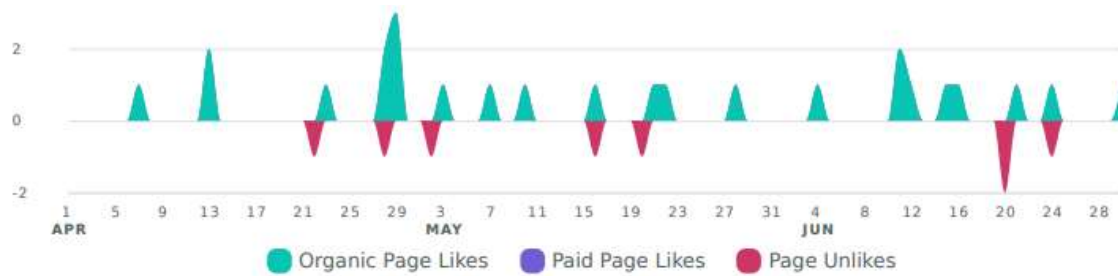 2
0
-2
1 5 9 13 17 21 25 29 3 7 11 15 19 23 27 31 4 8 12 16 20 24 28
APR MAY JUN
Organic Page Likes Paid Page Likes Page Unlikes